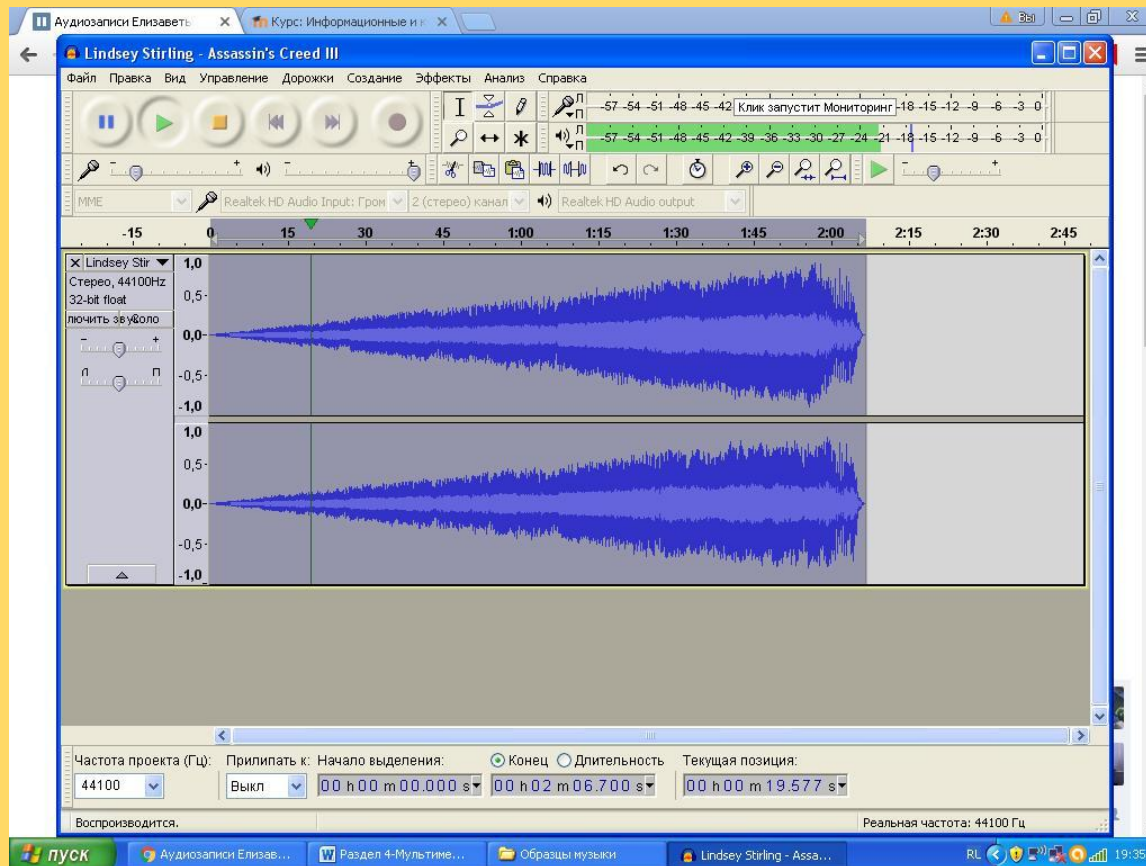 Аудиозаписи Елизаветь
Курс: Информационные и к
Вы
Lindsey Stirling - Assassin's Creed III
Файл Правка Вид Управление Дорожки Создание Эффекты Анализ Справка
Л П -57 -54 -51 -48 -45 -42 Клик запустит Мониторинг -18 -15 -12 -9 -6 -3 0
Л П -57 -54 -51 -48 -45 -42 -39 -36 -33 -30 -27 -24 -21 -18 -15 -12 -9 -6 -3 0
MME Realtek HD Audio Input: Гром 2 (стерео) канал Realtek HD Audio output
-15 0 15 30 45 1:00 1:15 1:30 1:45 2:00 2:15 2:30 2:45
X Lindsey Stir 1,0
Стерео, 44100Hz
32-bit float 0,5
лючить зву
0,0
Л П -0,5
-1,0
1,0
0,5
0,0
-0,5
-1,0
Частота проекта (Гц): Прилипать к: Начало выделения: Конец Длительность Текущая позиция:
44100 Выкл 00 h 00 m 00.000 s 00 h 02 m 06.700 s 00 h 00 m 19.577 s
Воспроизводится. Реальная частота: 44100 Гц
пуск Аудиозаписи Елизав... Раздел 4-Мультиме... Образцы музыки Lindsey Stirling - Assa... RL 19:35